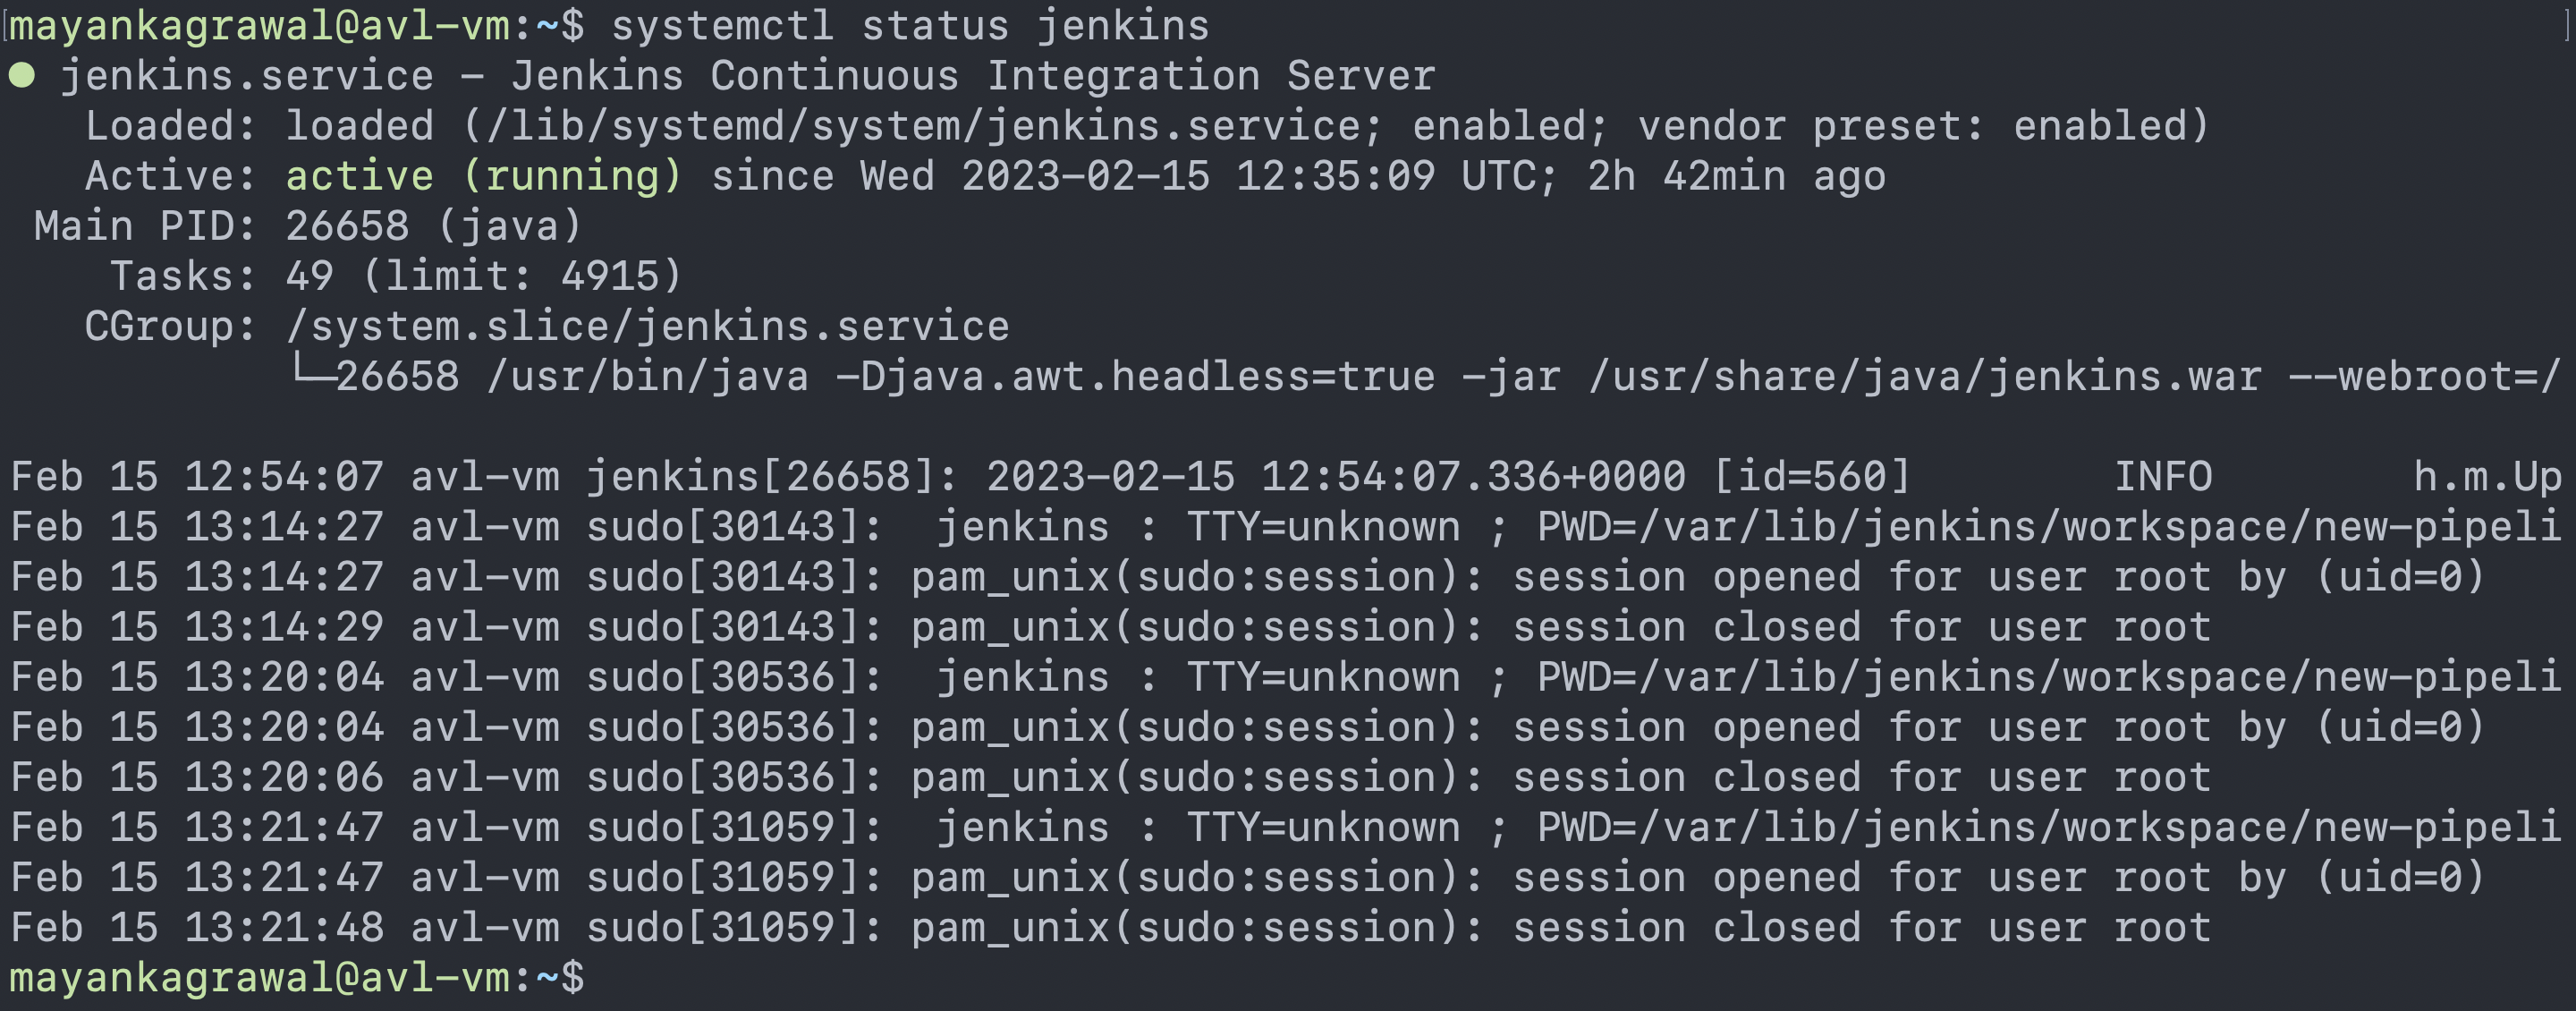 mayankagrawal@avl-vm:~$ systemctl status jenkins
● jenkins.service - Jenkins Continuous Integration Server
   Loaded: loaded (/lib/systemd/system/jenkins.service; enabled; vendor preset: enabled)
   Active: active (running) since Wed 2023-02-15 12:35:09 UTC; 2h 42min ago
 Main PID: 26658 (java)
    Tasks: 49 (limit: 4915)
   CGroup: /system.slice/jenkins.service
           └─26658 /usr/bin/java -Djava.awt.headless=true -jar /usr/share/java/jenkins.war --webroot=/

Feb 15 12:54:07 avl-vm jenkins[26658]: 2023-02-15 12:54:07.336+0000 [id=560]        INFO        h.m.Up
Feb 15 13:14:27 avl-vm sudo[30143]:  jenkins : TTY=unknown ; PWD=/var/lib/jenkins/workspace/new-pipeli
Feb 15 13:14:27 avl-vm sudo[30143]: pam_unix(sudo:session): session opened for user root by (uid=0)
Feb 15 13:14:29 avl-vm sudo[30143]: pam_unix(sudo:session): session closed for user root
Feb 15 13:20:04 avl-vm sudo[30536]:  jenkins : TTY=unknown ; PWD=/var/lib/jenkins/workspace/new-pipeli
Feb 15 13:20:04 avl-vm sudo[30536]: pam_unix(sudo:session): session opened for user root by (uid=0)
Feb 15 13:20:06 avl-vm sudo[30536]: pam_unix(sudo:session): session closed for user root
Feb 15 13:21:47 avl-vm sudo[31059]:  jenkins : TTY=unknown ; PWD=/var/lib/jenkins/workspace/new-pipeli
Feb 15 13:21:47 avl-vm sudo[31059]: pam_unix(sudo:session): session opened for user root by (uid=0)
Feb 15 13:21:48 avl-vm sudo[31059]: pam_unix(sudo:session): session closed for user root
mayankagrawal@avl-vm:~$